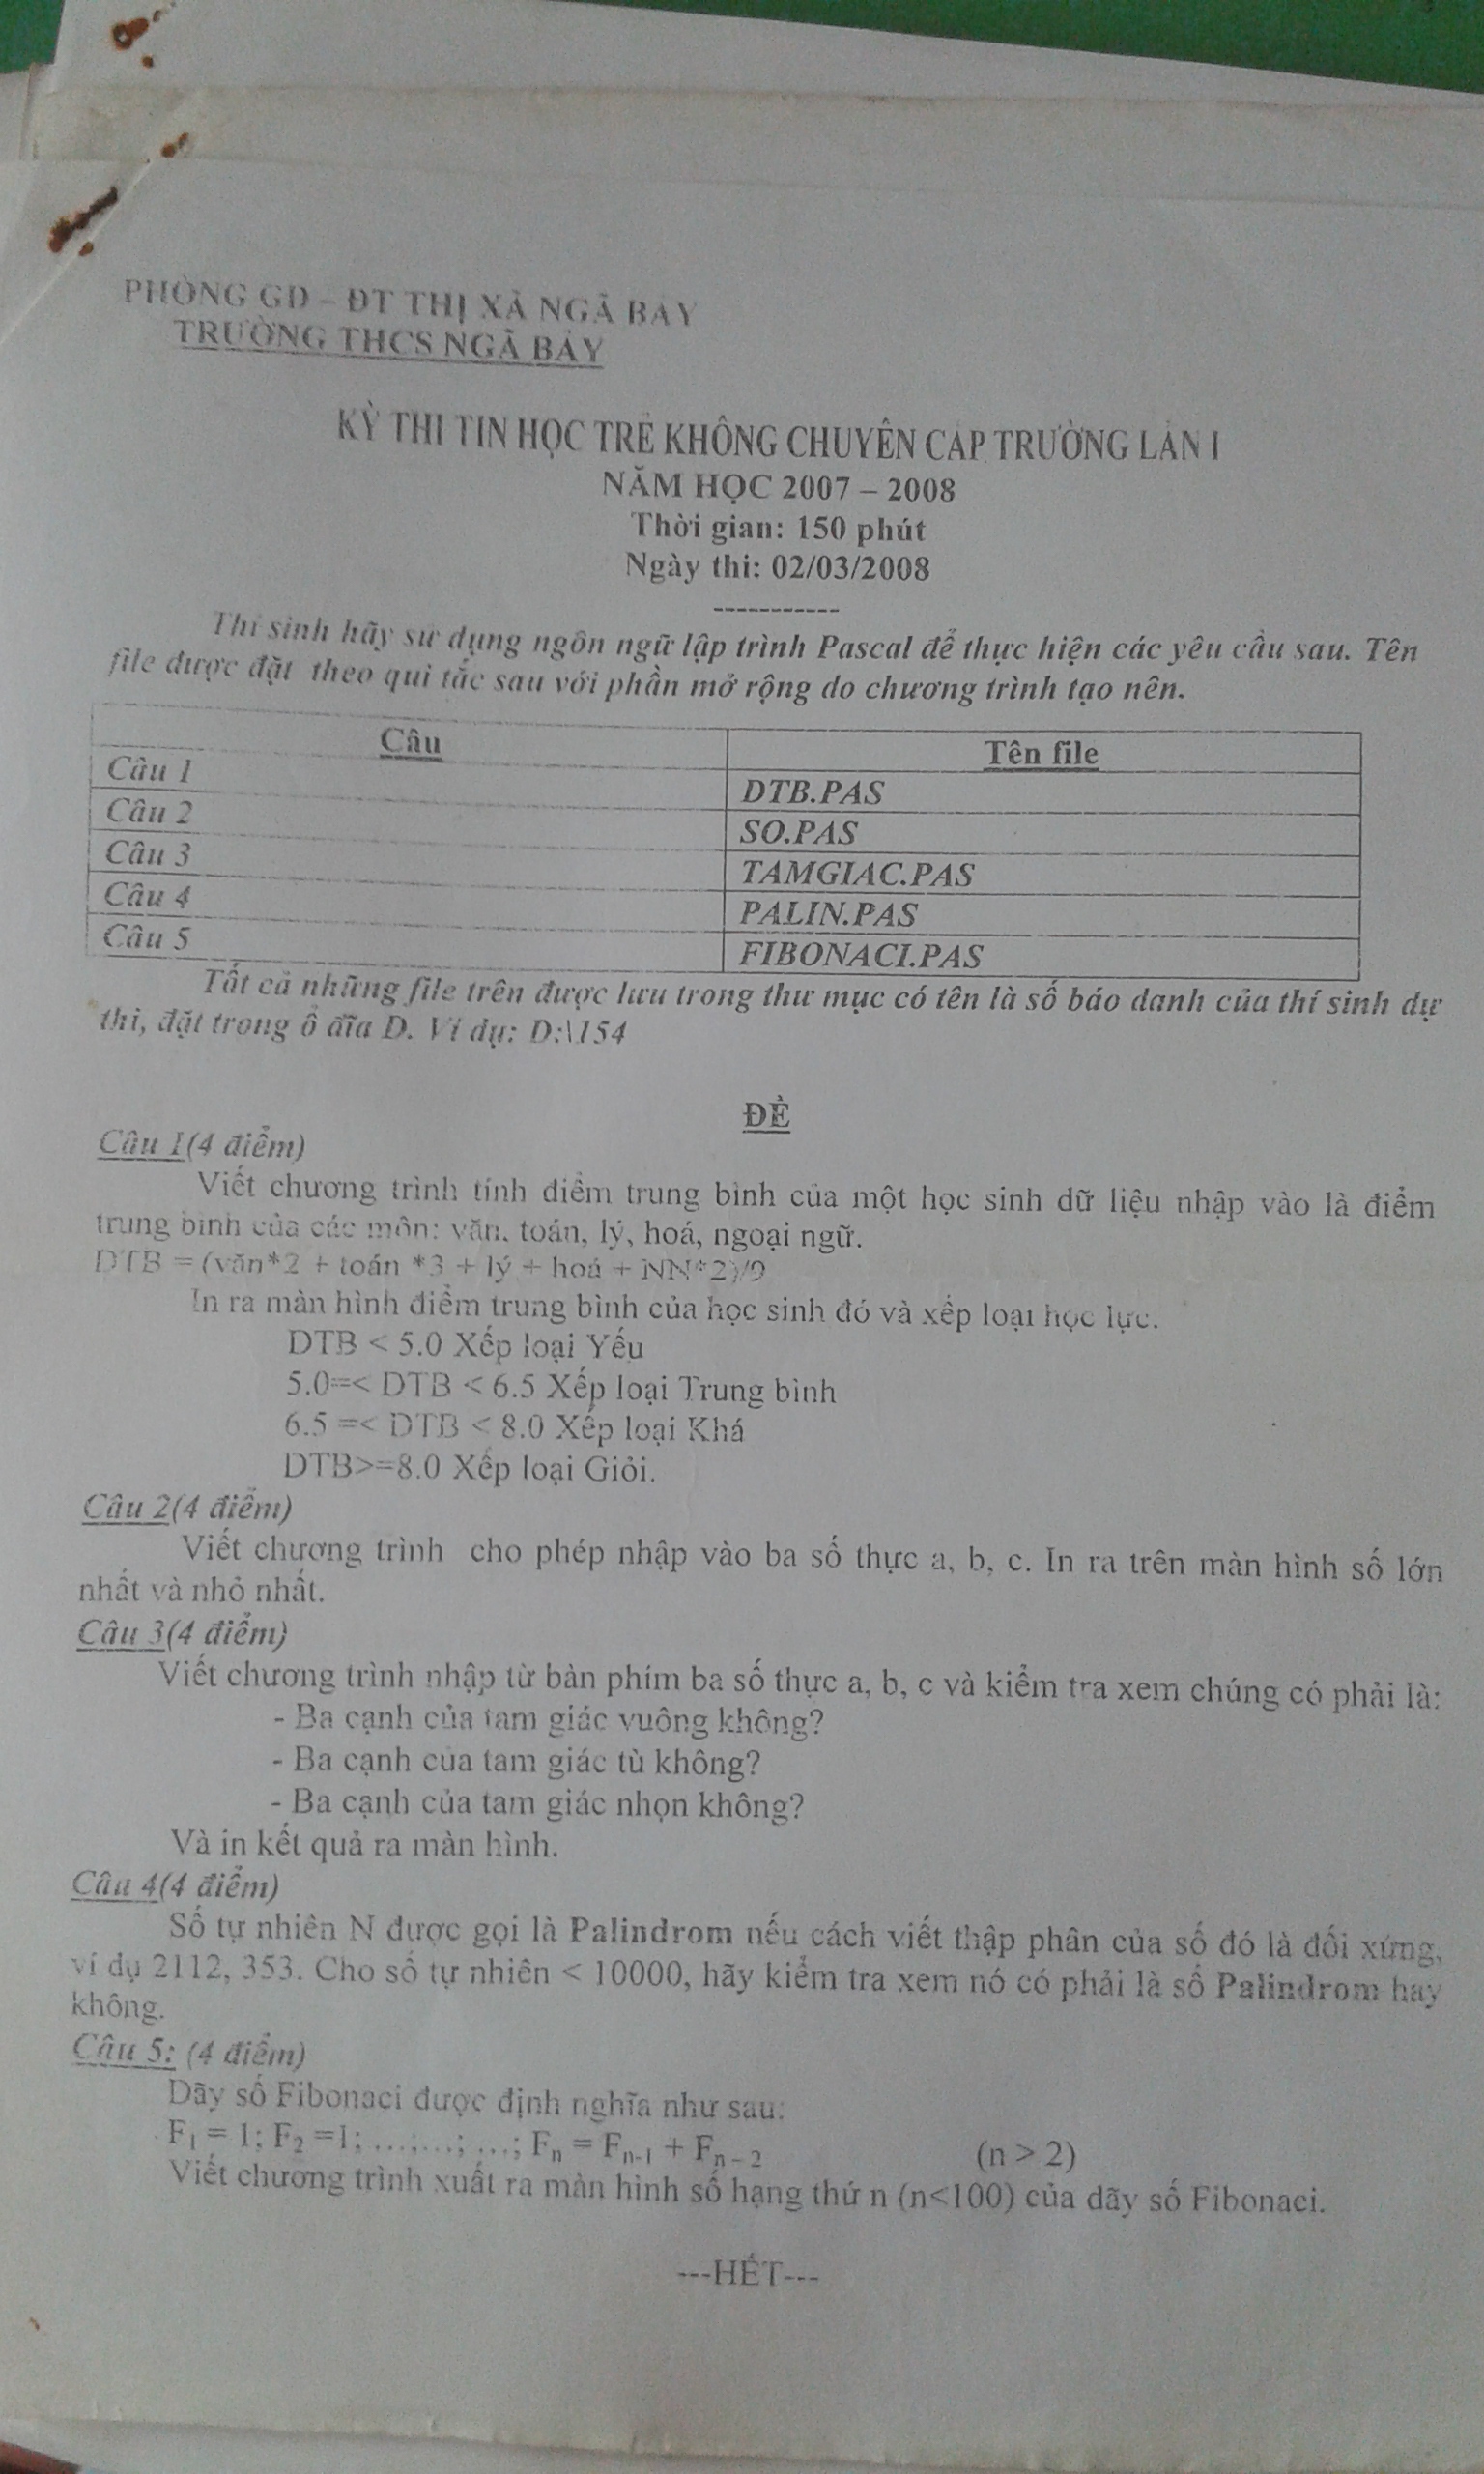 PHÒNG GD – ĐT THỊ XÃ NGÃ BẢY
TRƯỜNG THCS NGÃ BẢY
KỲ THI TIN HỌC TRẺ KHÔNG CHUYÊN CẤP TRƯỜNG LẦN I
NĂM HỌC 2007 – 2008
Thời gian: 150 phút
Ngày thi: 02/03/2008
-----------
Thí sinh hãy sử dụng ngôn ngữ lập trình Pascal để thực hiện các yêu cầu sau. Tên
file được đặt theo qui tắc sau với phần mở rộng do chương trình tạo nên.
Câu Tên file
Câu 1 DTB.PAS
Câu 2 SO.PAS
Câu 3 TAMGIAC.PAS
Câu 4 PALIN.PAS
Câu 5 FIBONACI.PAS
Tất cả những file trên được lưu trong thư mục có tên là số báo danh của thí sinh dự
thi, đặt trong ổ đĩa D. Ví dụ: D:\154
ĐỀ
Câu 1(4 điểm)
Viết chương trình tính điểm trung bình của một học sinh dữ liệu nhập vào là điểm
trung bình của các môn: văn, toán, lý, hoá, ngoại ngữ.
DTB = (văn*2 + toán *3 + lý + hoá + NN*2)/9
In ra màn hình điểm trung bình của học sinh đó và xếp loại học lực.
DTB < 5.0 Xếp loại Yếu
5.0=< DTB < 6.5 Xếp loại Trung bình
6.5 =< DTB < 8.0 Xếp loại Khá
DTB>=8.0 Xếp loại Giỏi.
Câu 2(4 điểm)
Viết chương trình cho phép nhập vào ba số thực a, b, c. In ra trên màn hình số lớn
nhất và nhỏ nhất.
Câu 3(4 điểm)
Viết chương trình nhập từ bàn phím ba số thực a, b, c và kiểm tra xem chúng có phải là:
- Ba cạnh của tam giác vuông không?
- Ba cạnh của tam giác tù không?
- Ba cạnh của tam giác nhọn không?
Và in kết quả ra màn hình.
Câu 4(4 điểm)
Số tự nhiên N được gọi là Palindrom nếu cách viết thập phân của số đó là đối xứng,
ví dụ 2112, 353. Cho số tự nhiên < 10000, hãy kiểm tra xem nó có phải là số Palindrom hay
không.
Câu 5: (4 điểm)
Dãy số Fibonaci được định nghĩa như sau:
F₁ = 1; F₂ =1; ...;...; ...; Fₙ = Fₙ₋₁ + Fₙ₋₂ (n > 2)
Viết chương trình xuất ra màn hình số hạng thứ n (n<100) của dãy số Fibonaci.
---HẾT---